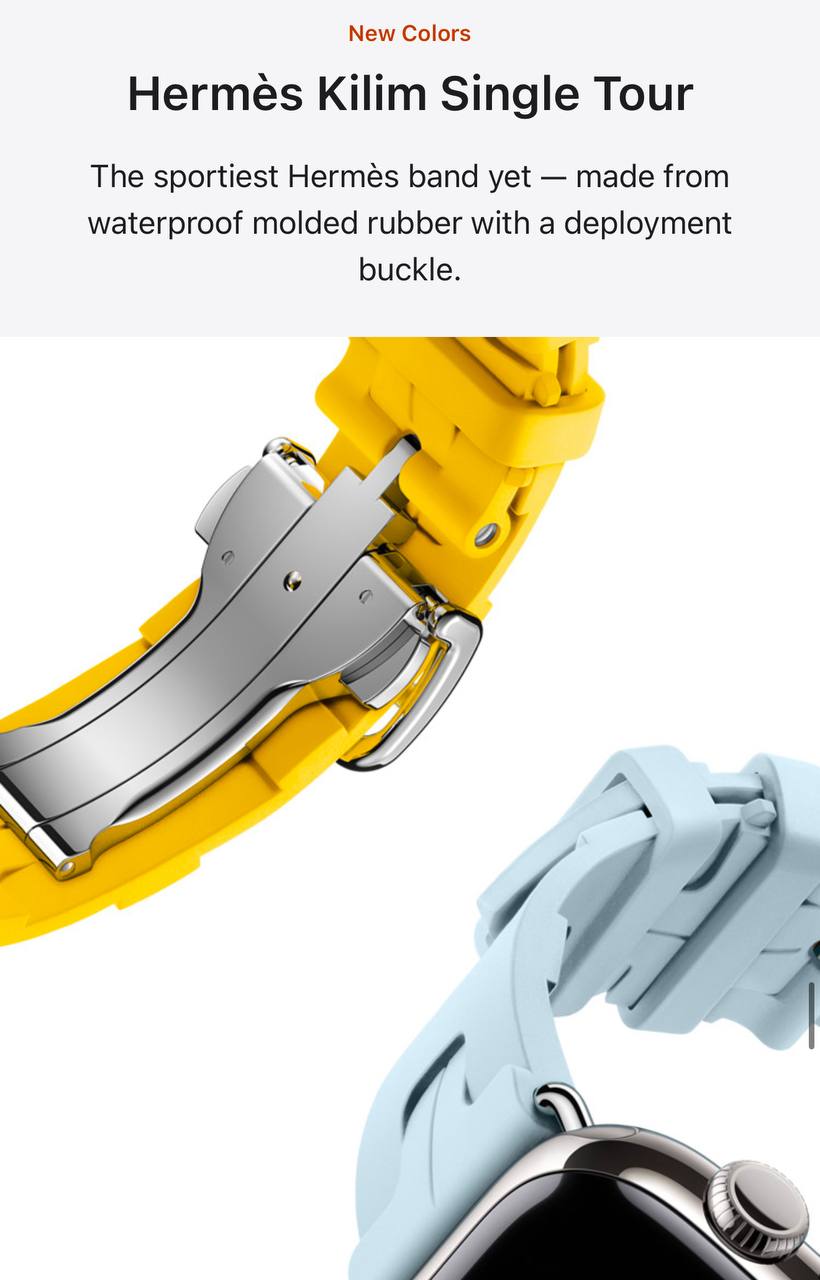 New Colors
Hermès Kilim Single Tour
The sportiest Hermès band yet — made from
waterproof molded rubber with a deployment
buckle.